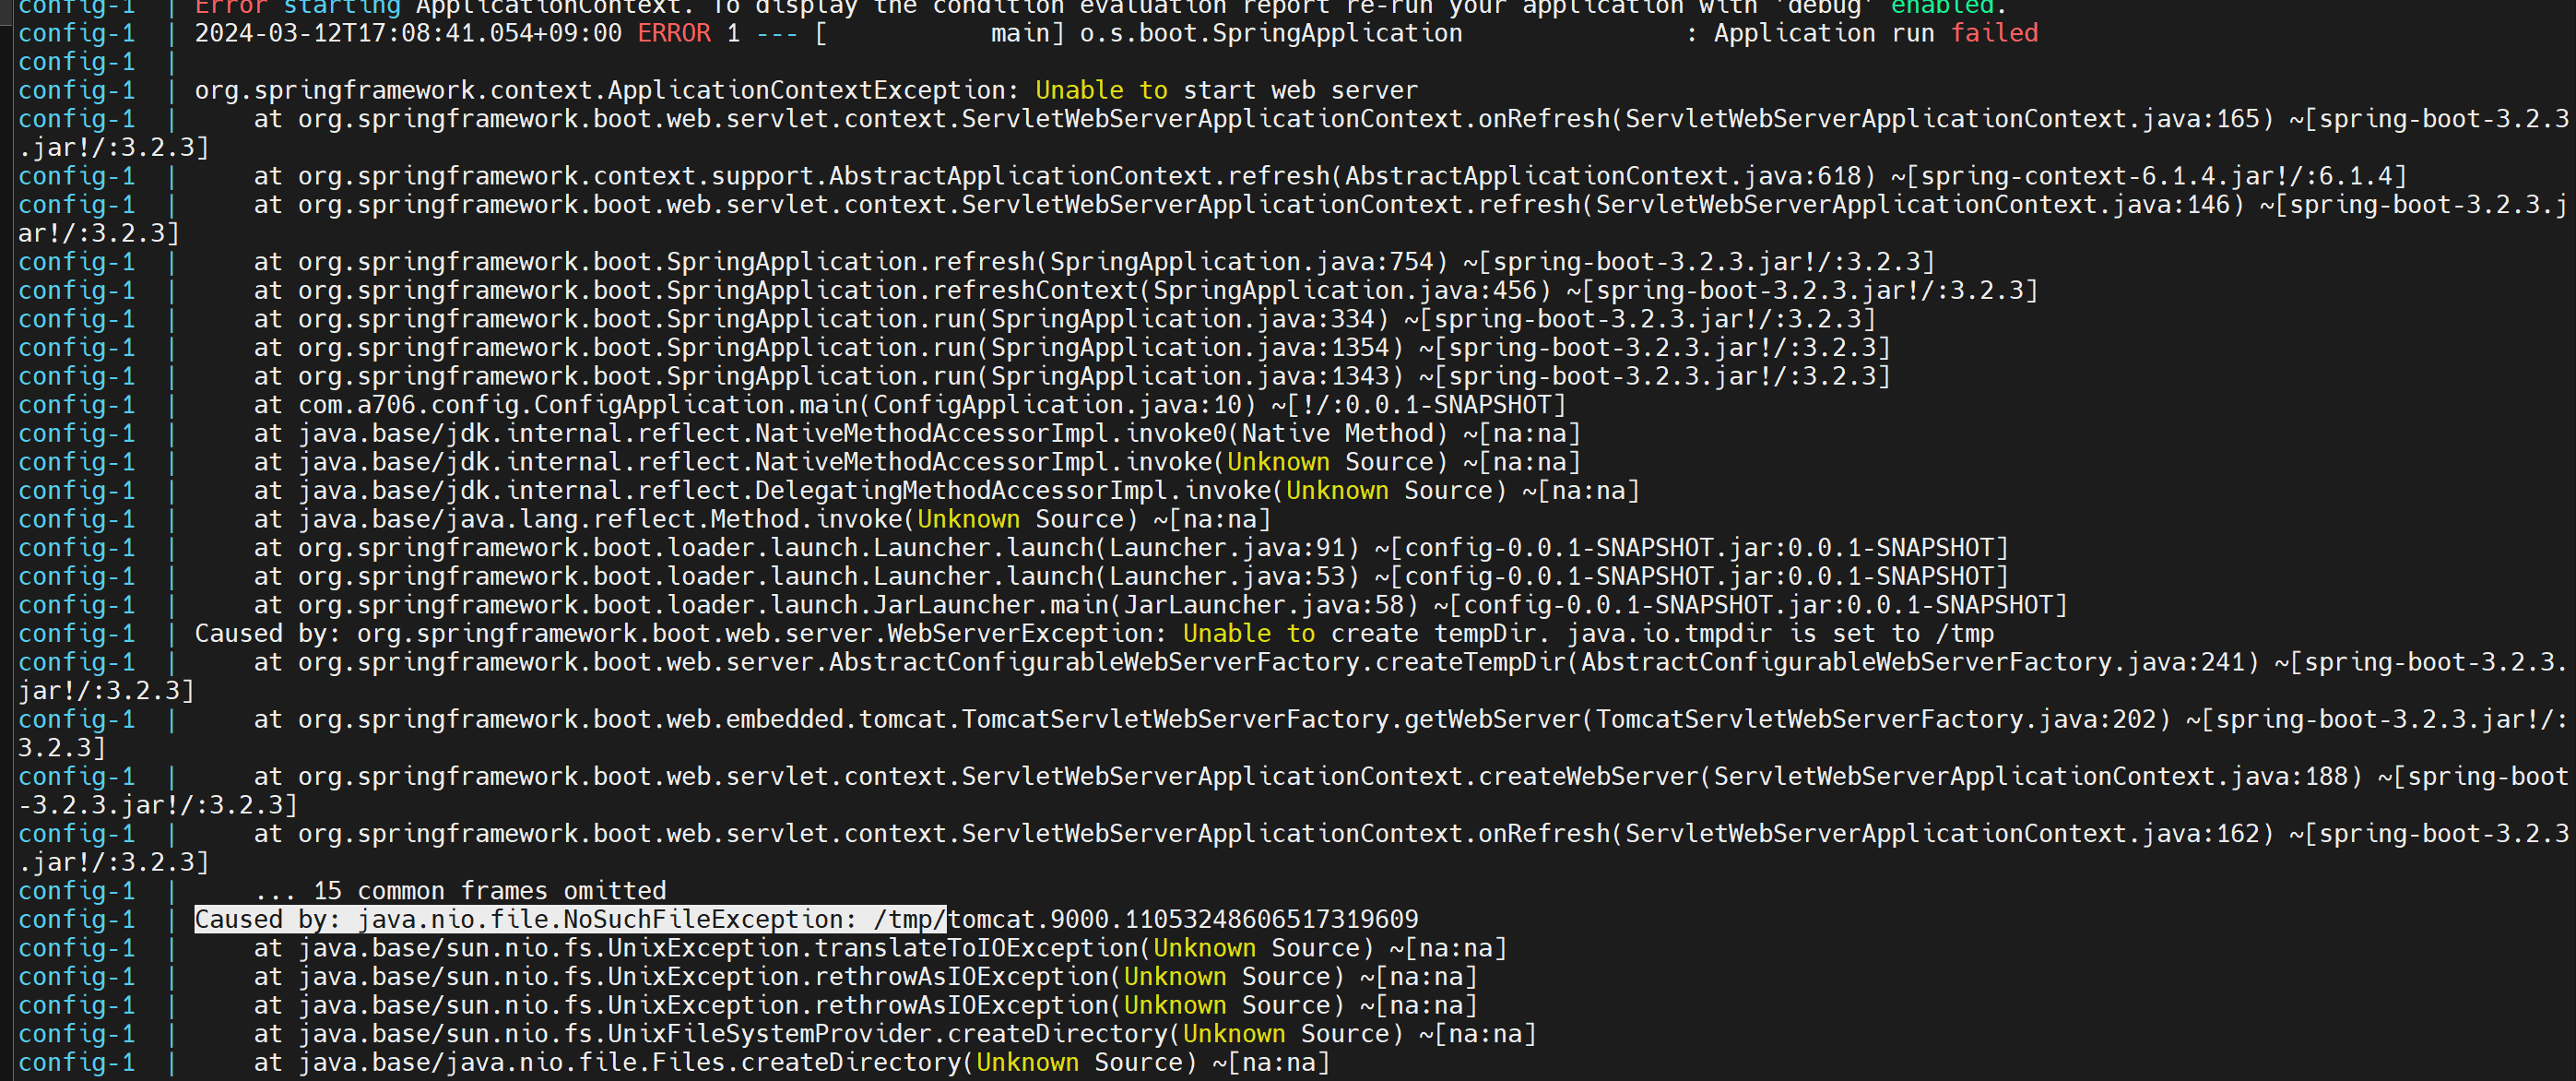 config-1  | Error starting ApplicationContext. To display the condition evaluation report re-run your application with 'debug' enabled.
config-1  | 2024-03-12T17:08:41.054+09:00 ERROR 1 --- [           main] o.s.boot.SpringApplication               : Application run failed
config-1  |
config-1  | org.springframework.context.ApplicationContextException: Unable to start web server
config-1  |     at org.springframework.boot.web.servlet.context.ServletWebServerApplicationContext.onRefresh(ServletWebServerApplicationContext.java:165) ~[spring-boot-3.2.3
.jar!/:3.2.3]
config-1  |     at org.springframework.context.support.AbstractApplicationContext.refresh(AbstractApplicationContext.java:618) ~[spring-context-6.1.4.jar!/:6.1.4]
config-1  |     at org.springframework.boot.web.servlet.context.ServletWebServerApplicationContext.refresh(ServletWebServerApplicationContext.java:146) ~[spring-boot-3.2.3.j
ar!/:3.2.3]
config-1  |     at org.springframework.boot.SpringApplication.refresh(SpringApplication.java:754) ~[spring-boot-3.2.3.jar!/:3.2.3]
config-1  |     at org.springframework.boot.SpringApplication.refreshContext(SpringApplication.java:456) ~[spring-boot-3.2.3.jar!/:3.2.3]
config-1  |     at org.springframework.boot.SpringApplication.run(SpringApplication.java:334) ~[spring-boot-3.2.3.jar!/:3.2.3]
config-1  |     at org.springframework.boot.SpringApplication.run(SpringApplication.java:1354) ~[spring-boot-3.2.3.jar!/:3.2.3]
config-1  |     at org.springframework.boot.SpringApplication.run(SpringApplication.java:1343) ~[spring-boot-3.2.3.jar!/:3.2.3]
config-1  |     at com.a706.config.ConfigApplication.main(ConfigApplication.java:10) ~[!/:0.0.1-SNAPSHOT]
config-1  |     at java.base/jdk.internal.reflect.NativeMethodAccessorImpl.invoke0(Native Method) ~[na:na]
config-1  |     at java.base/jdk.internal.reflect.NativeMethodAccessorImpl.invoke(Unknown Source) ~[na:na]
config-1  |     at java.base/jdk.internal.reflect.DelegatingMethodAccessorImpl.invoke(Unknown Source) ~[na:na]
config-1  |     at java.base/java.lang.reflect.Method.invoke(Unknown Source) ~[na:na]
config-1  |     at org.springframework.boot.loader.launch.Launcher.launch(Launcher.java:91) ~[config-0.0.1-SNAPSHOT.jar:0.0.1-SNAPSHOT]
config-1  |     at org.springframework.boot.loader.launch.Launcher.launch(Launcher.java:53) ~[config-0.0.1-SNAPSHOT.jar:0.0.1-SNAPSHOT]
config-1  |     at org.springframework.boot.loader.launch.JarLauncher.main(JarLauncher.java:58) ~[config-0.0.1-SNAPSHOT.jar:0.0.1-SNAPSHOT]
config-1  | Caused by: org.springframework.boot.web.server.WebServerException: Unable to create tempDir. java.io.tmpdir is set to /tmp
config-1  |     at org.springframework.boot.web.server.AbstractConfigurableWebServerFactory.createTempDir(AbstractConfigurableWebServerFactory.java:241) ~[spring-boot-3.2.3.
jar!/:3.2.3]
config-1  |     at org.springframework.boot.web.embedded.tomcat.TomcatServletWebServerFactory.getWebServer(TomcatServletWebServerFactory.java:202) ~[spring-boot-3.2.3.jar!/:
3.2.3]
config-1  |     at org.springframework.boot.web.servlet.context.ServletWebServerApplicationContext.createWebServer(ServletWebServerApplicationContext.java:188) ~[spring-boot
-3.2.3.jar!/:3.2.3]
config-1  |     at org.springframework.boot.web.servlet.context.ServletWebServerApplicationContext.onRefresh(ServletWebServerApplicationContext.java:162) ~[spring-boot-3.2.3
.jar!/:3.2.3]
config-1  |     ... 15 common frames omitted
config-1  | Caused by: java.nio.file.NoSuchFileException: /tmp/tomcat.9000.11053248606517319609
config-1  |     at java.base/sun.nio.fs.UnixException.translateToIOException(Unknown Source) ~[na:na]
config-1  |     at java.base/sun.nio.fs.UnixException.rethrowAsIOException(Unknown Source) ~[na:na]
config-1  |     at java.base/sun.nio.fs.UnixException.rethrowAsIOException(Unknown Source) ~[na:na]
config-1  |     at java.base/sun.nio.fs.UnixFileSystemProvider.createDirectory(Unknown Source) ~[na:na]
config-1  |     at java.base/java.nio.file.Files.createDirectory(Unknown Source) ~[na:na]